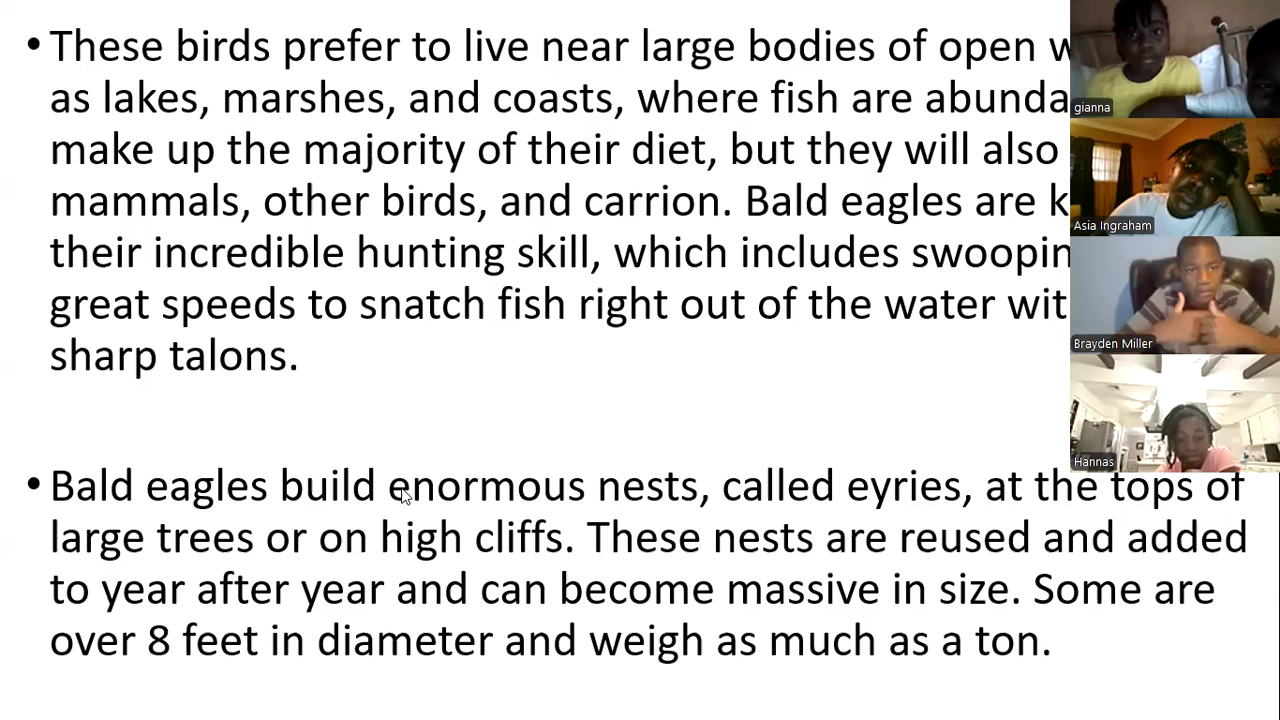 • These birds prefer to live near large bodies of open
as lakes, marshes, and coasts, where fish are
make up the majority of their diet, but they will also
mammals, other birds, and carrion. Bald eagles are
their incredible hunting skill, which includes
great speeds to snatch fish right out of the water
sharp talons.
• Bald eagles build enormous nests, called eyries, at the tops of
large trees or on high cliffs. These nests are reused and added
to year after year and can become massive in size. Some are
over 8 feet in diameter and weigh as much as a ton.
gianna
Asia Ingraham
Brayden Miller
Hannas